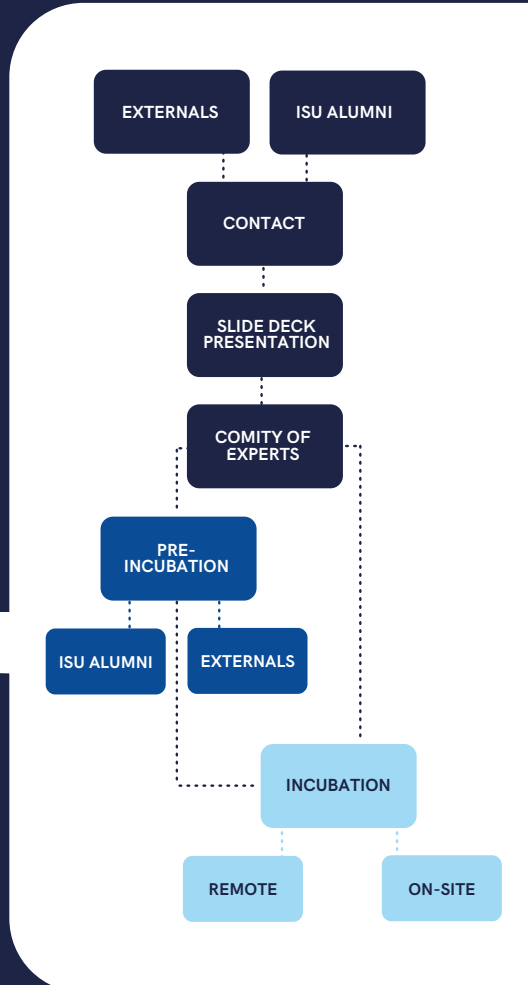 EXTERNALS
ISU ALUMNI
CONTACT
SLIDE DECK
PRESENTATION
COMITY OF
EXPERTS
PRE-
INCUBATION
ISU ALUMNI
EXTERNALS
INCUBATION
REMOTE
ON-SITE